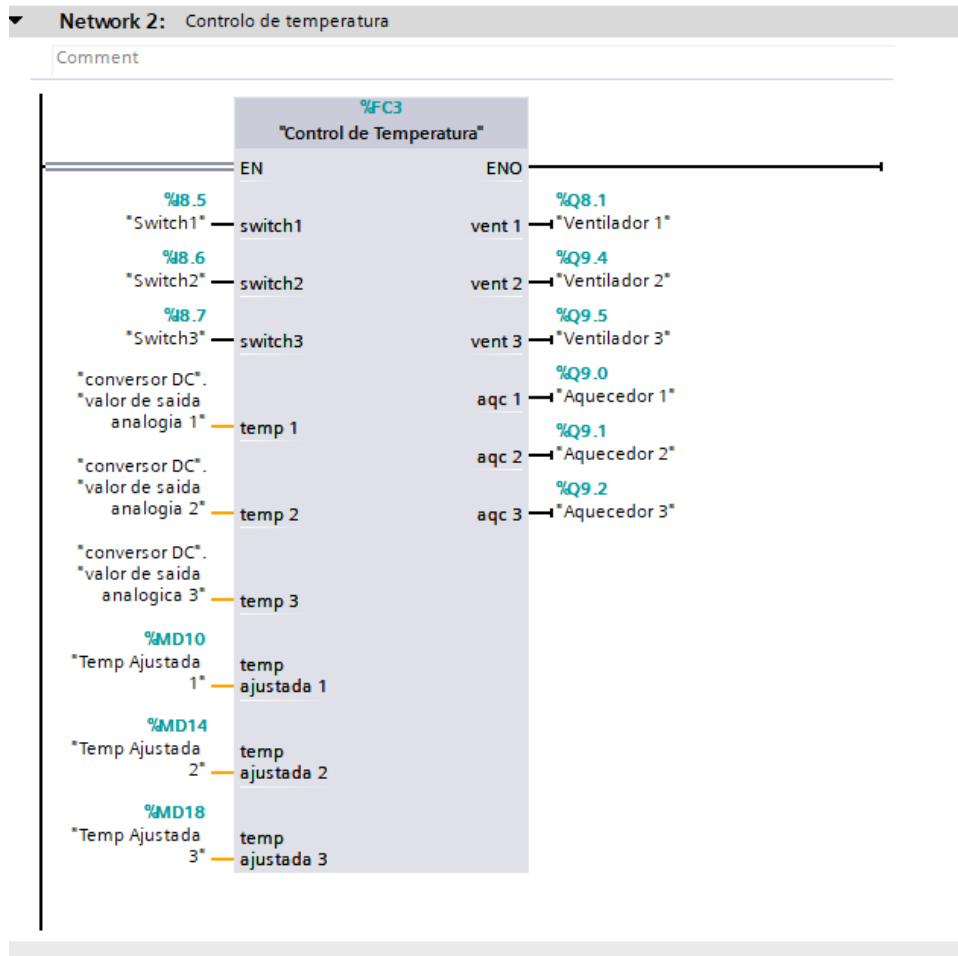 Network 2: Controlo de temperatura
Comment
%FC3
"Control de Temperatura"
EN
ENO
%I8.5
"Switch1"
switch1
%I8.6
"Switch2"
switch2
%I8.7
"Switch3"
switch3
"conversor DC".
"valor de saida
analogia 1"
temp 1
"conversor DC".
"valor de saida
analogia 2"
temp 2
"conversor DC".
"valor de saida
analogica 3"
temp 3
%MD10
"Temp Ajustada
1"
temp
ajustada 1
%MD14
"Temp Ajustada
2"
temp
ajustada 2
%MD18
"Temp Ajustada
3"
temp
ajustada 3
%Q8.1
vent 1
"Ventilador 1"
%Q9.4
vent 2
"Ventilador 2"
%Q9.5
vent 3
"Ventilador 3"
%Q9.0
aqc 1
"Aquecedor 1"
%Q9.1
aqc 2
"Aquecedor 2"
%Q9.2
aqc 3
"Aquecedor 3"